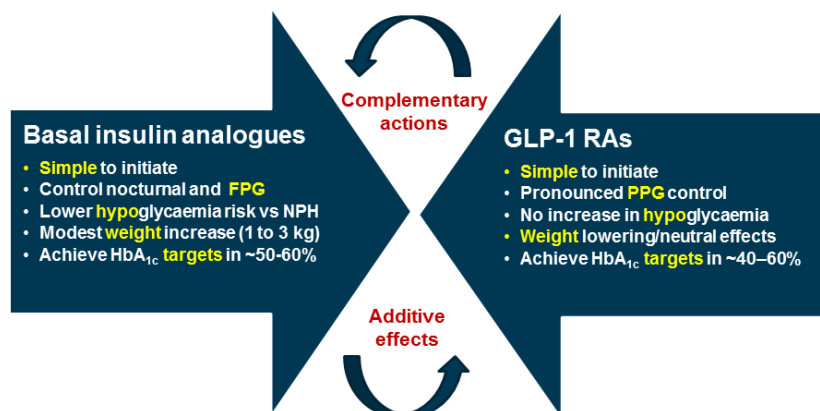 Complementary
actions
Basal insulin analogues
• Simple to initiate
• Control nocturnal and FPG
• Lower hypoglycaemia risk vs NPH
• Modest weight increase (1 to 3 kg)
• Achieve HbA1c targets in ~50-60%
GLP-1 RAs
• Simple to initiate
• Pronounced PPG control
• No increase in hypoglycaemia
• Weight lowering/neutral effects
• Achieve HbA1c targets in ~40–60%
Additive
effects